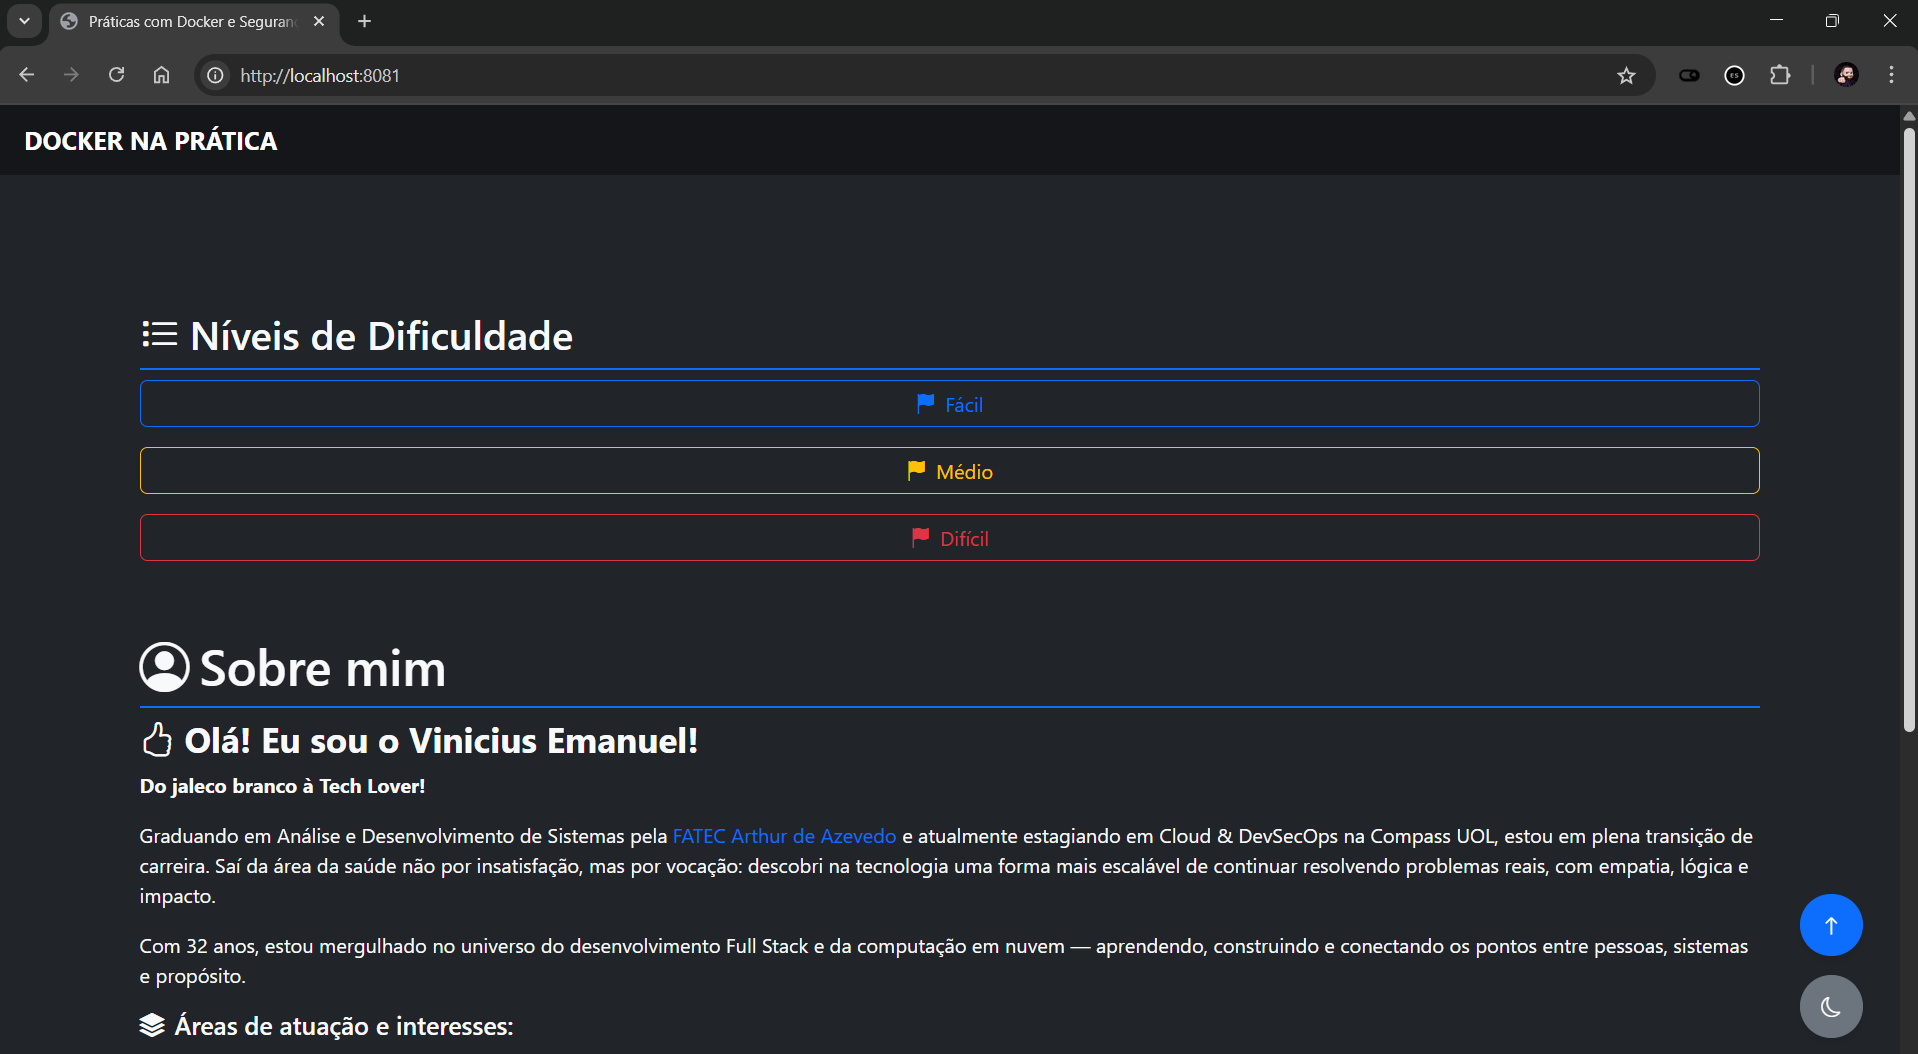 Práticas com Docker e Seguran
http://localhost:8081
ES
DOCKER NA PRÁTICA
Níveis de Dificuldade
Fácil
Médio
Difícil
Sobre mim
Olá! Eu sou o Vinicius Emanuel!
Do jaleco branco à Tech Lover!
Graduando em Análise e Desenvolvimento de Sistemas pela FATEC Arthur de Azevedo e atualmente estagiando em Cloud & DevSecOps na Compass UOL, estou em plena transição de
carreira. Saí da área da saúde não por insatisfação, mas por vocação: descobri na tecnologia uma forma mais escalável de continuar resolvendo problemas reais, com empatia, lógica e
impacto.
Com 32 anos, estou mergulhado no universo do desenvolvimento Full Stack e da computação em nuvem — aprendendo, construindo e conectando os pontos entre pessoas, sistemas
e propósito.
Áreas de atuação e interesses: